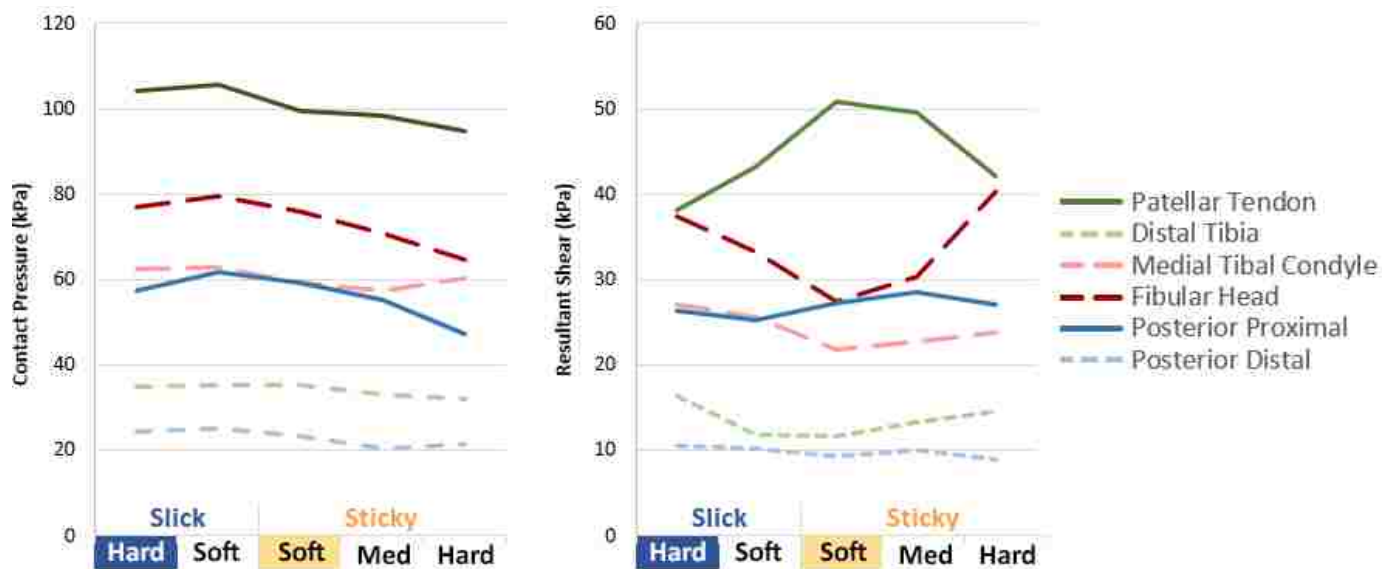 120
100
80
60
40
20
0
Contact Pressure (kPa)
Slick
Sticky
Hard
Soft
Soft
Med
Hard
60
50
40
30
20
10
0
Resultant Shear (kPa)
Slick
Sticky
Hard
Soft
Soft
Med
Hard
Patellar Tendon
Distal Tibia
Medial Tibal Condyle
Fibular Head
Posterior Proximal
Posterior Distal